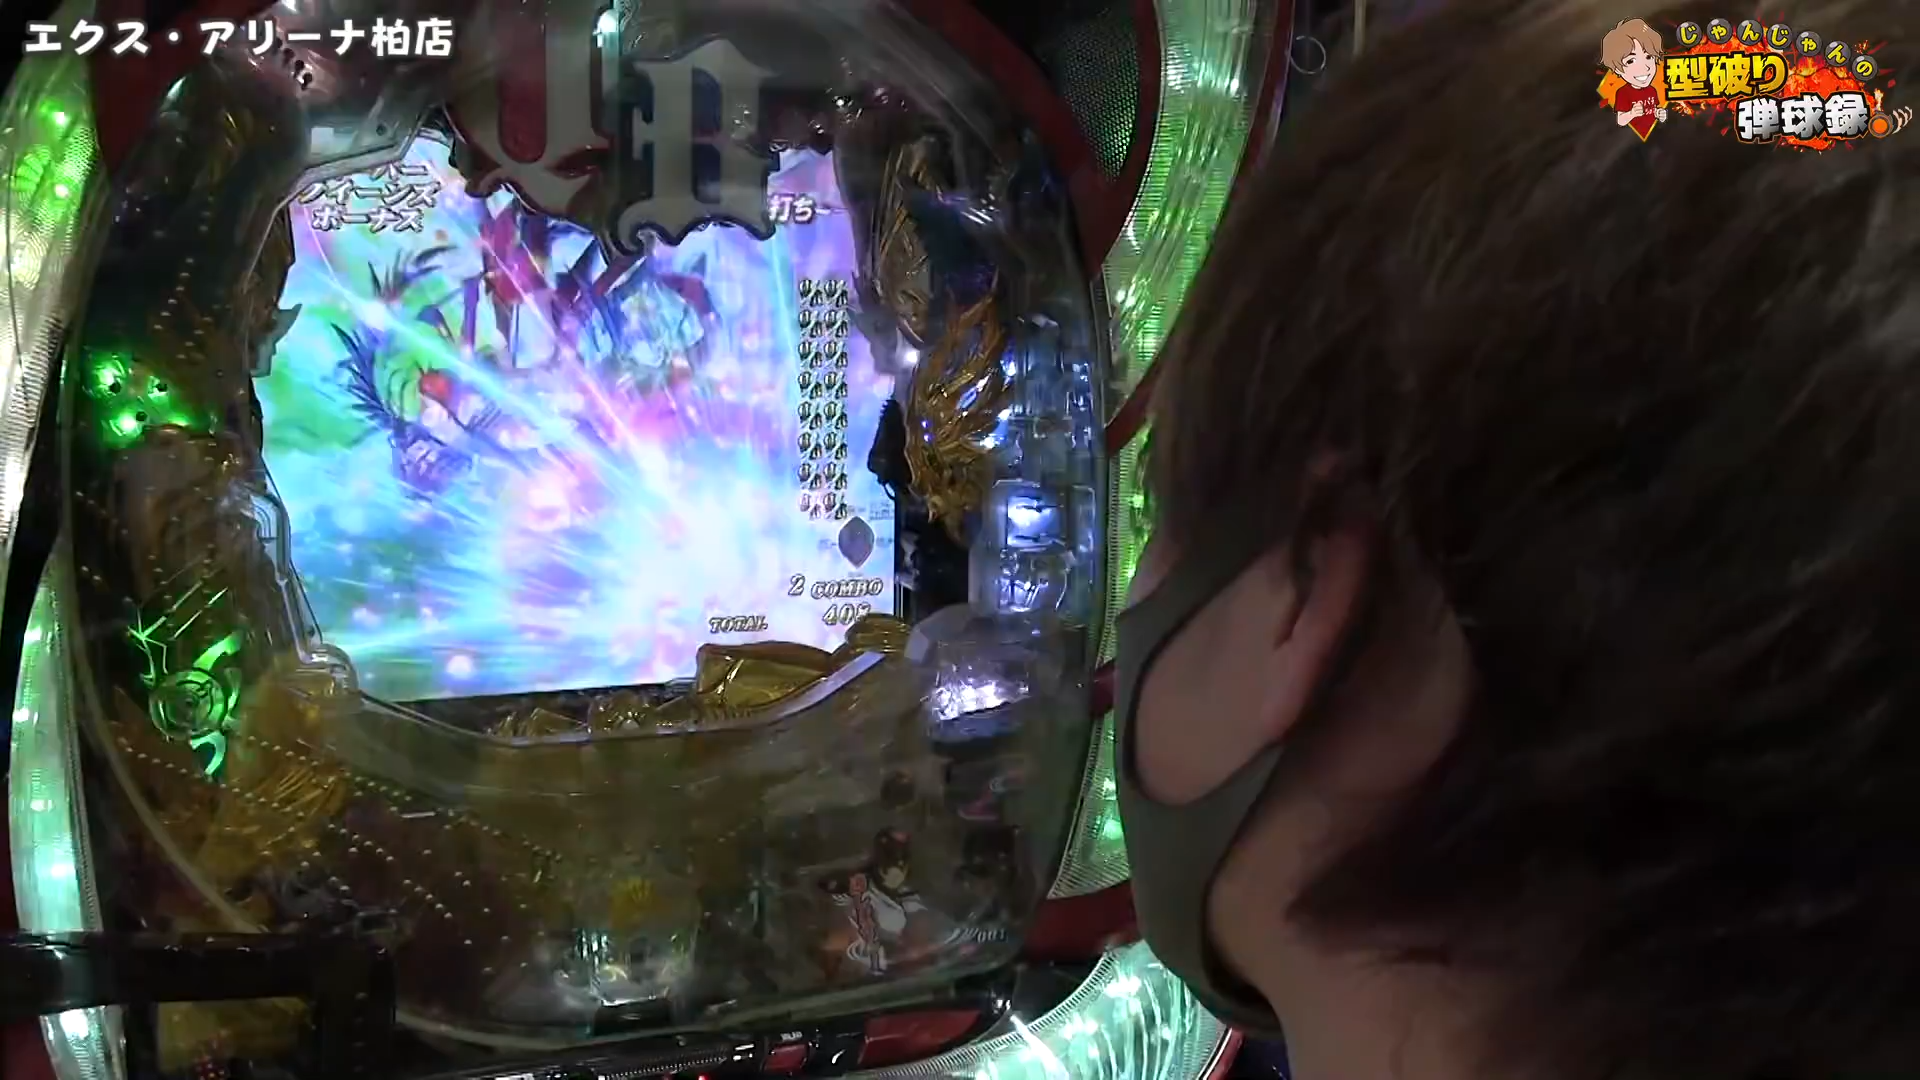 エクス・アリーナ柏店
じゃんじゃんの
型破り
弾球録
クイーンズ
ボーナス
打ち
2 COMBO
TOTAL